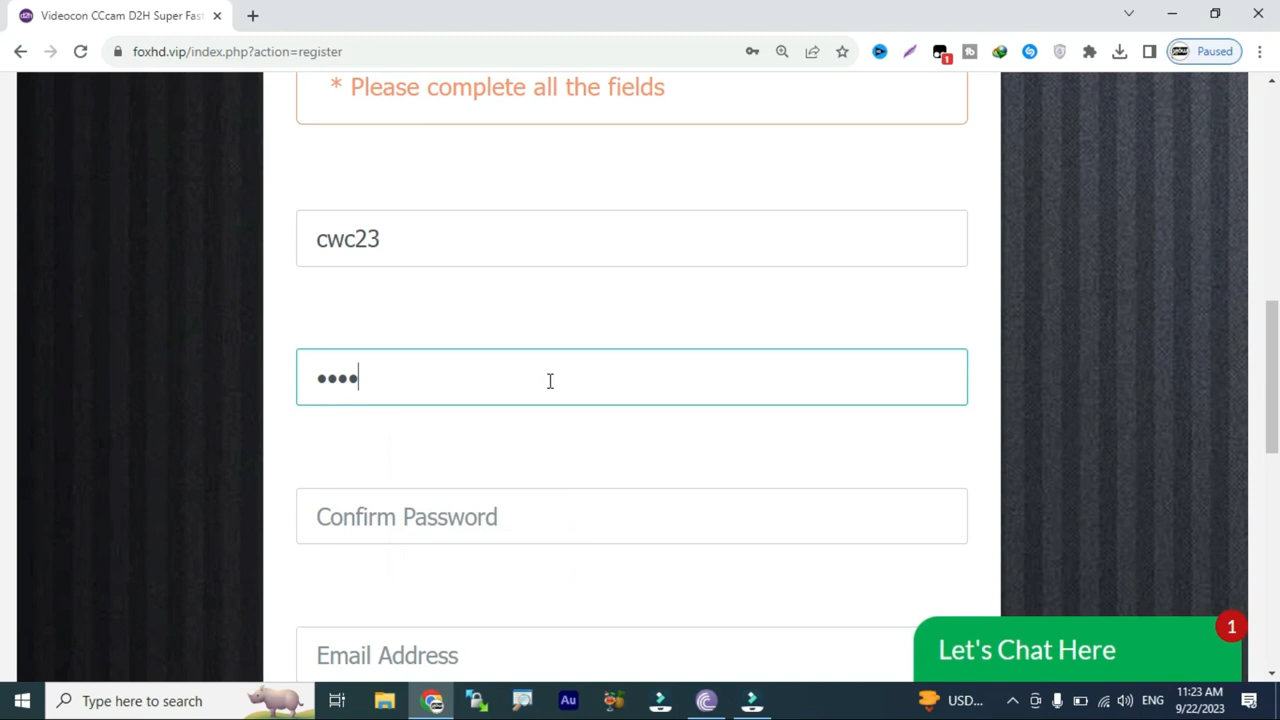 Videocon CCcam D2H Super Fast
foxhd.vip/index.php?action=register
1
Paused
* Please complete all the fields
cwc23
••••
Confirm Password
Email Address
Let's Chat Here
1
Type here to search
Au
USD...
ENG
11:23 AM
9/22/2023